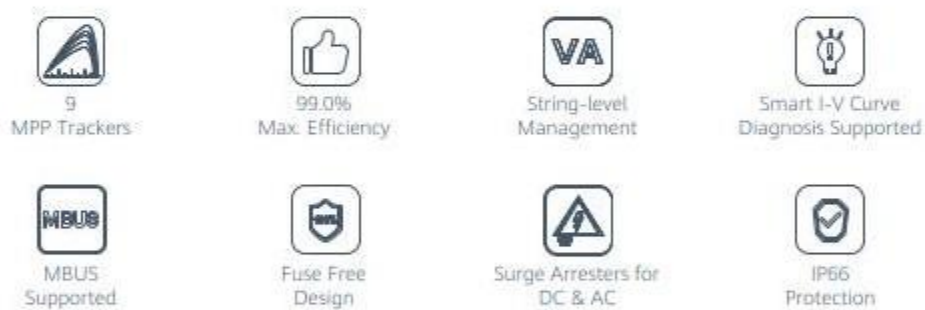 9
MPP Trackers
99.0%
Max. Efficiency
VA
String-level
Management
Smart I-V Curve
Diagnosis Supported
MBUS
MBUS
Supported
Fuse Free
Design
Surge Arresters for
DC & AC
IP66
Protection